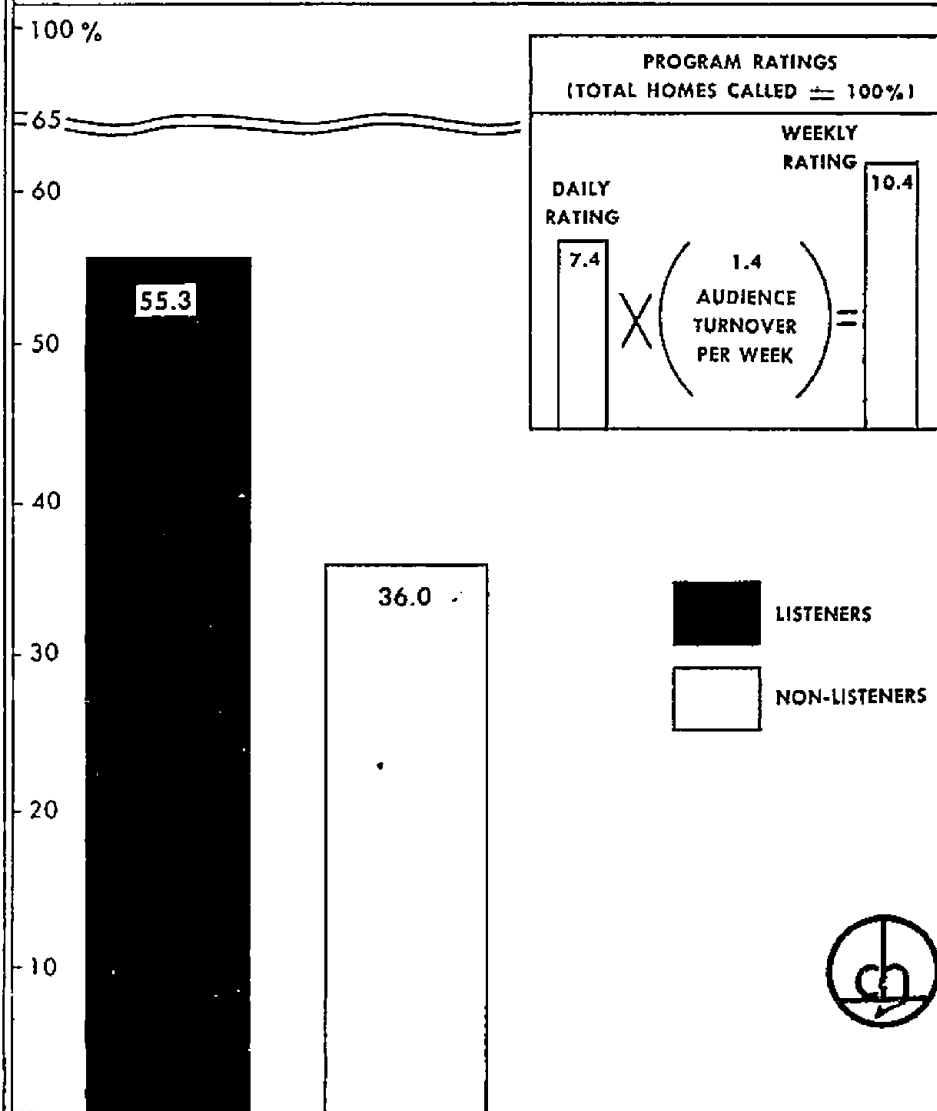 100 %
65
60
50
40
30
20
10
55.3
36.0
PROGRAM RATINGS
(TOTAL HOMES CALLED = 100%)
DAILY
RATING
7.4
X
1.4
AUDIENCE
TURNOVER
PER WEEK
=
WEEKLY
RATING
10.4
LISTENERS
NON-LISTENERS